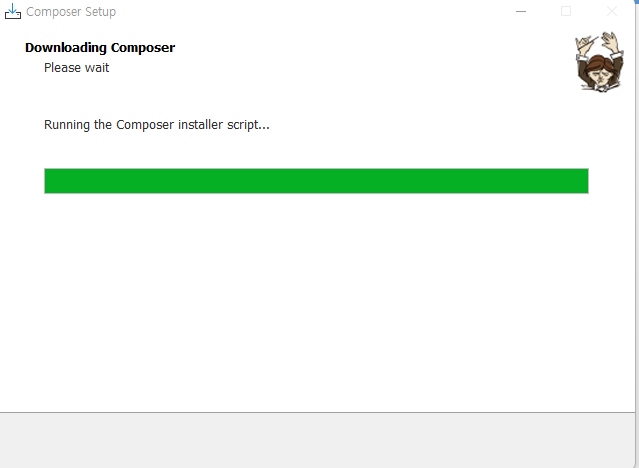 Composer Setup
Downloading Composer
Please wait
Running the Composer installer script...